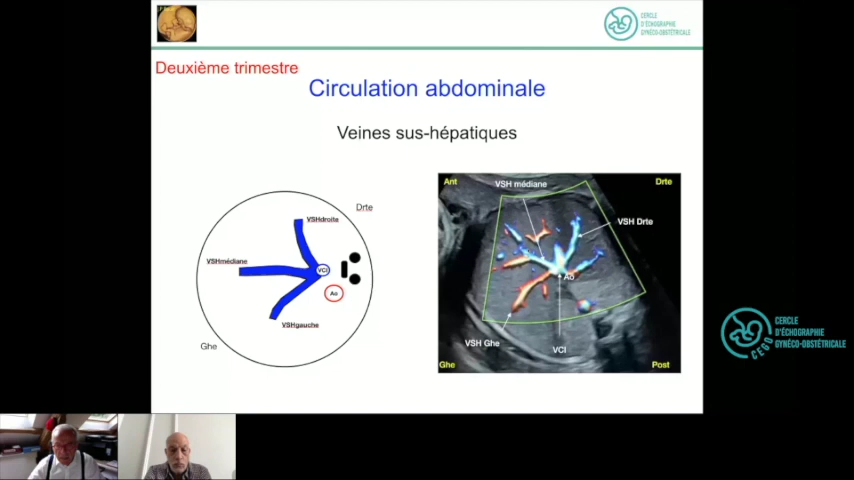 CERCLE
D'ÉCHOGRAPHIE
GYNÉCO-OBSTÉTRICALE
Deuxième trimestre
Circulation abdominale
Veines sus-hépatiques
Drte
VSHdroite
VSHmédiane
VCI
Ao
VSHgauche
Ghe
Ant
VSH médiane
Drte
VSH Drte
Ao
VSH Ghe
VCI
Ghe
Post
CERCLE
D'ÉCHOGRAPHIE
GYNÉCO-OBSTÉTRICALE
CEGO